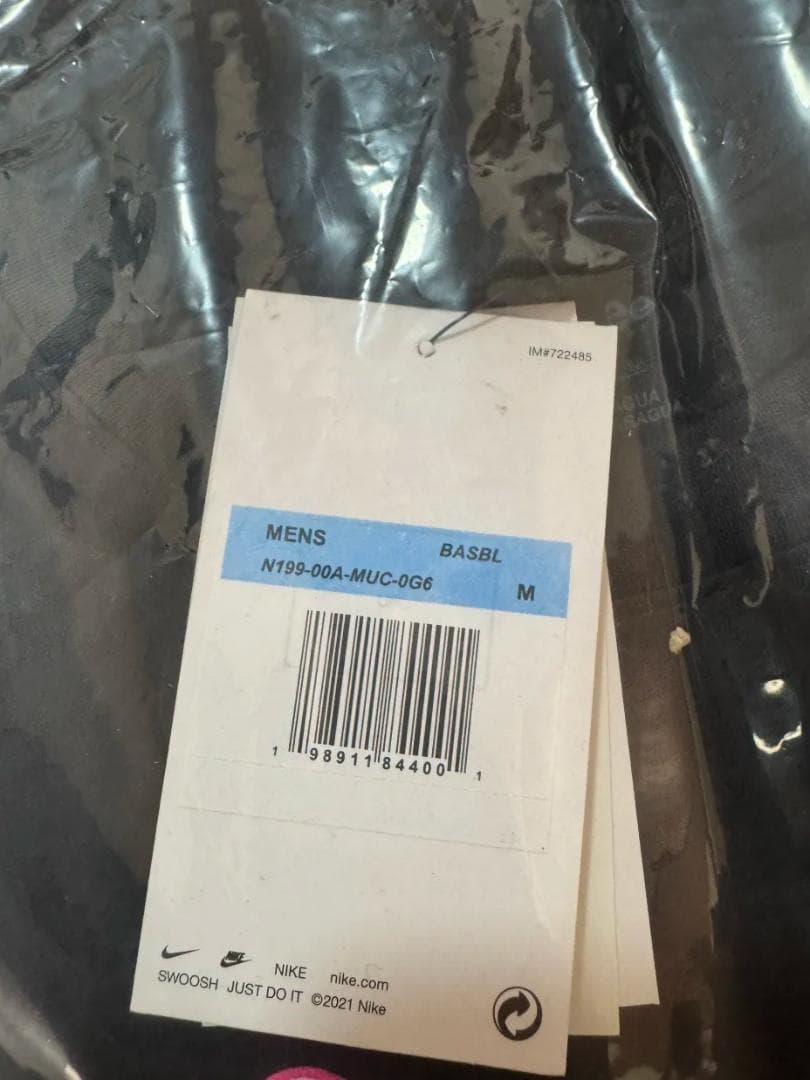 IM#722485
MENS BASBL
N199-00A-MUC-0G6 M
1 98911 84400 1
NIKE nike.com
SWOOSH JUST DO IT ©2021 Nike